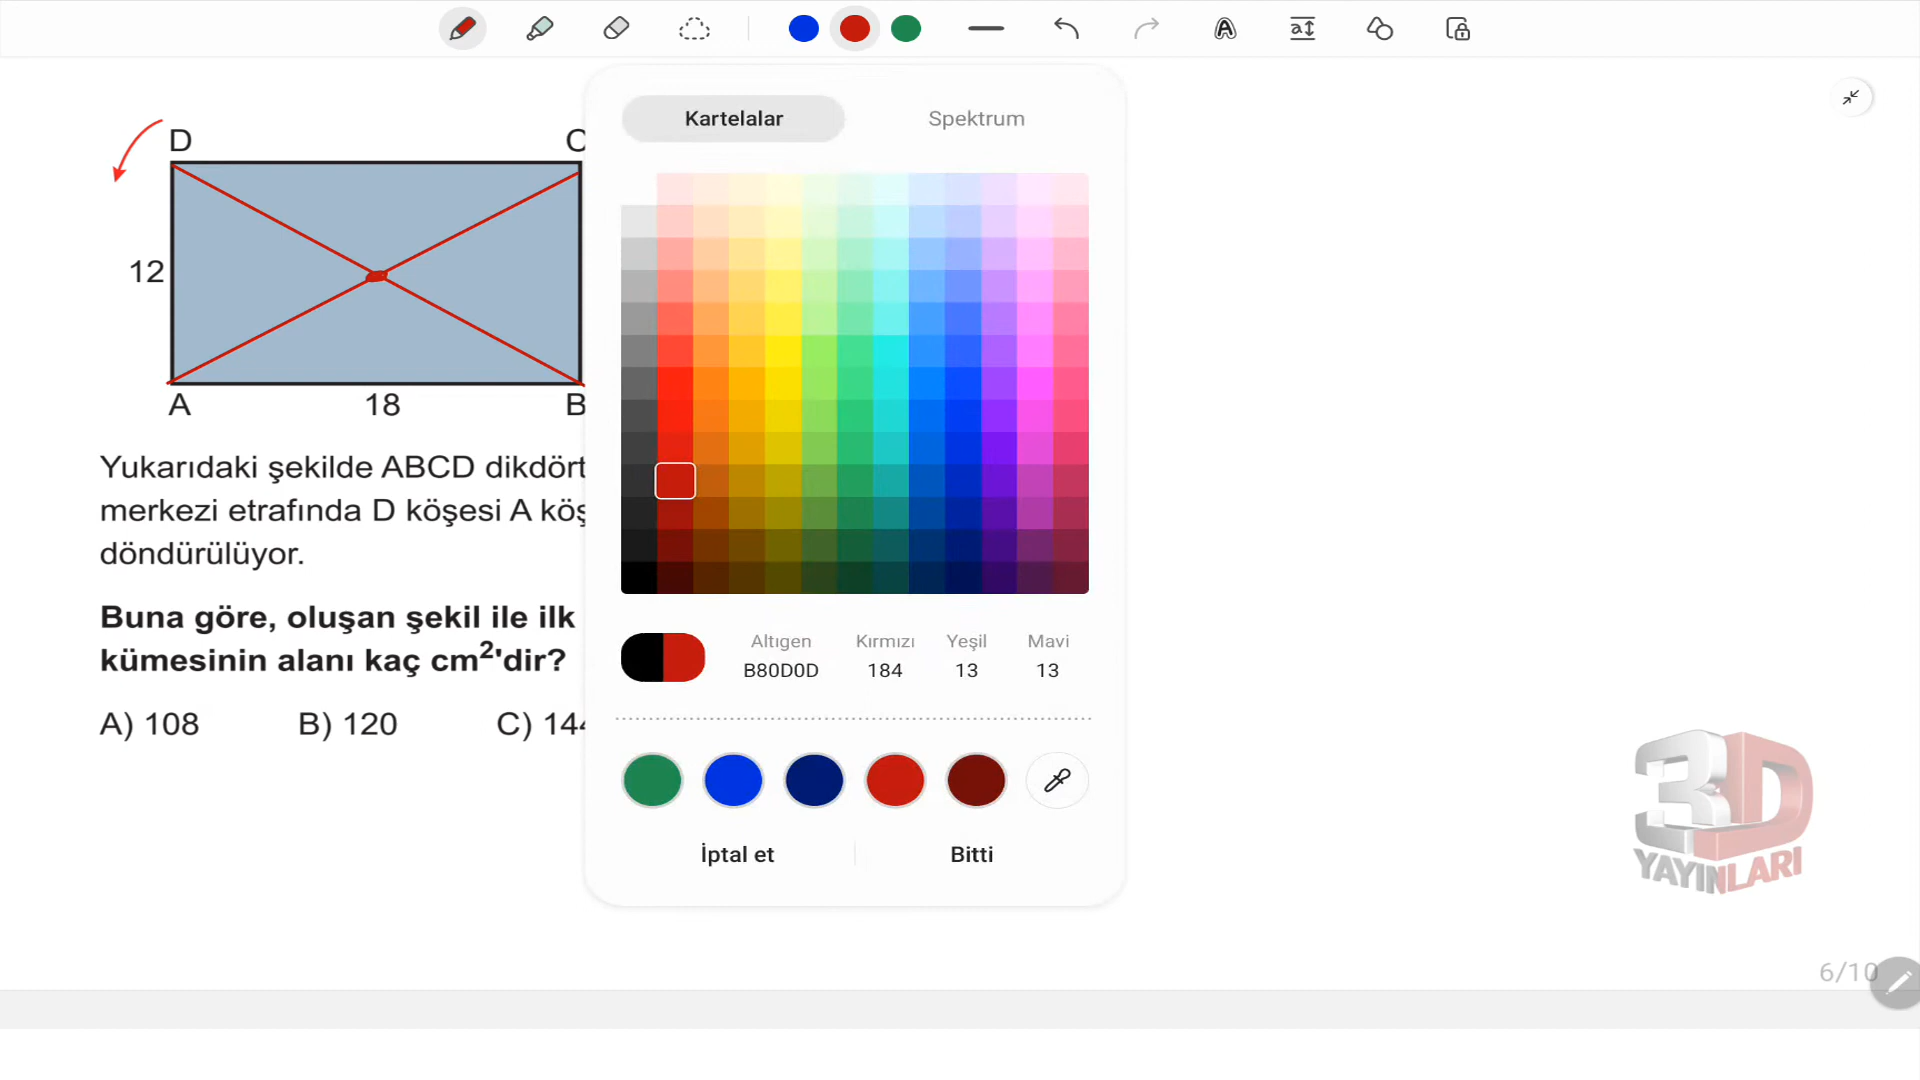 Kartelalar
Spektrum
D
C
12
A
18
B
Yukarıdaki şekilde ABCD dikdört
merkezi etrafında D köşesi A köş
döndürülüyor.
Buna göre, oluşan şekil ile ilk
kümesinin alanı kaç cm²'dir?
A) 108
B) 120
C) 144
Altıgen
Kırmızı
Yeşil
Mavi
B80D0D
184
13
13
İptal et
Bitti
3D
YAYINLARI
6/10